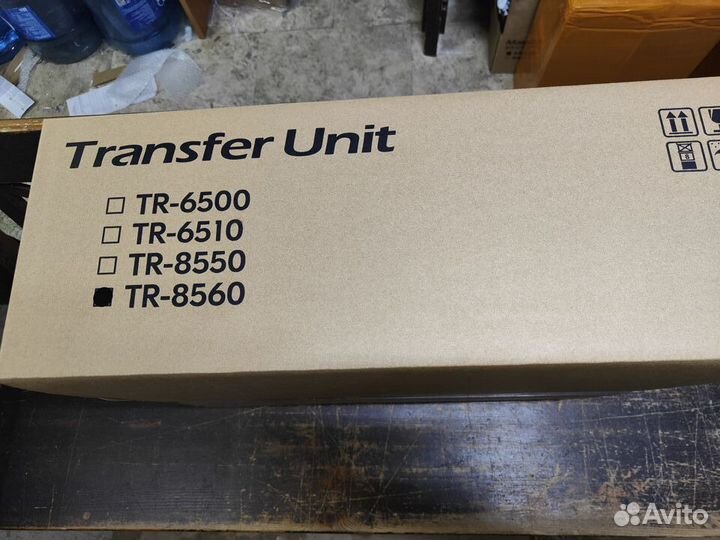 Transfer Unit
☐ TR-6500
☐ TR-6510
☐ TR-8550
■ TR-8560
Avito